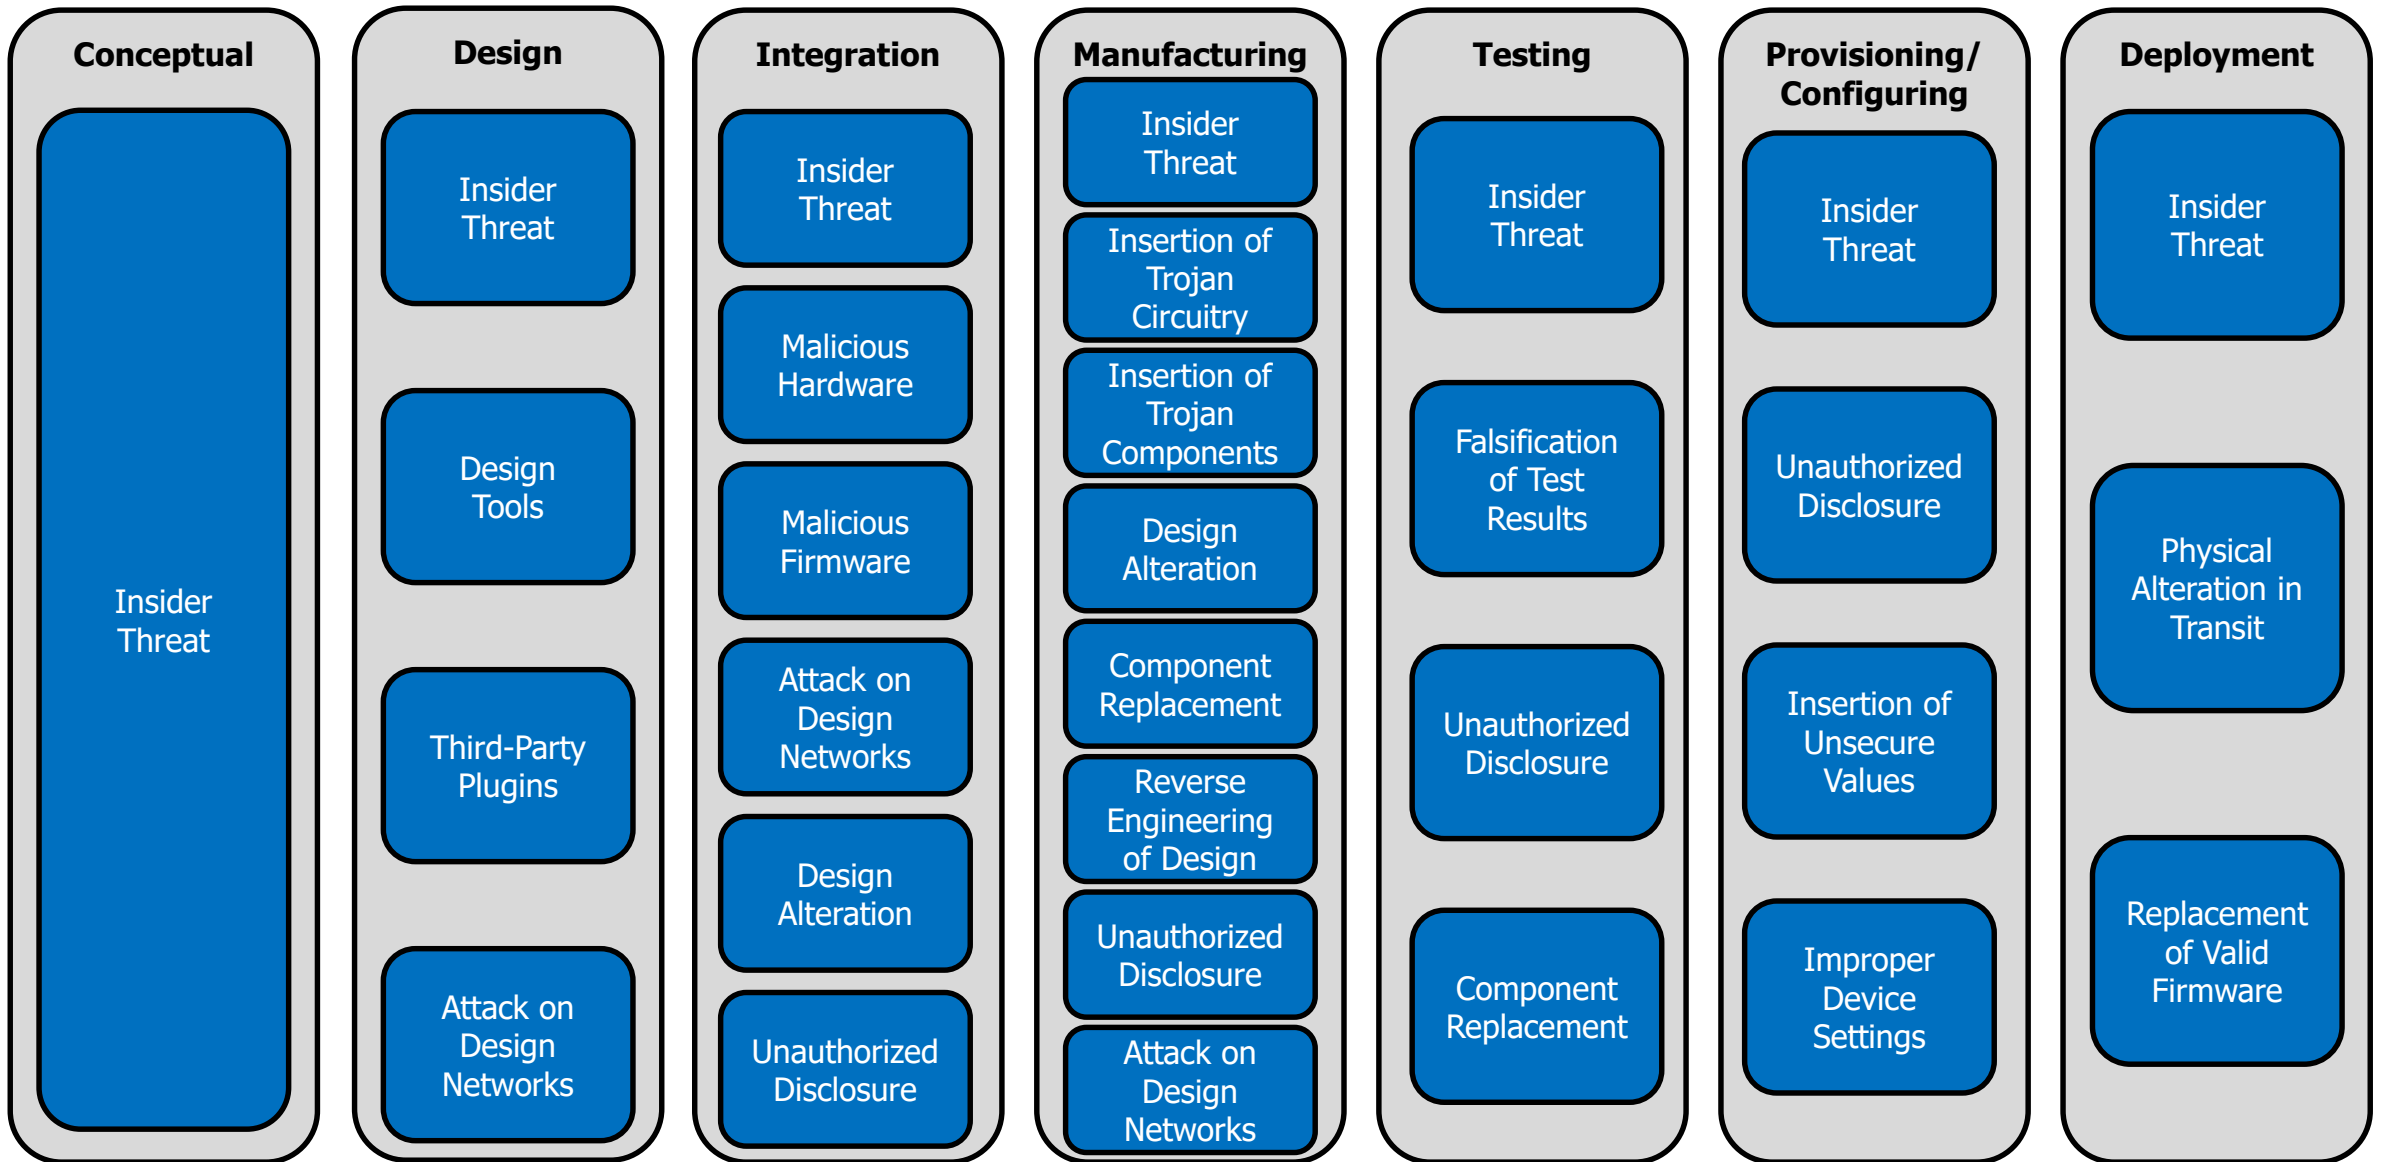 Conceptual
Insider
Threat
Design
Insider
Threat
Design
Tools
Third-Party
Plugins
Attack on
Design
Networks
Integration
Insider
Threat
Malicious
Hardware
Malicious
Firmware
Attack on
Design
Networks
Design
Alteration
Unauthorized
Disclosure
Manufacturing
Insider
Threat
Insertion of
Trojan
Circuitry
Insertion of
Trojan
Components
Design
Alteration
Component
Replacement
Reverse
Engineering
of Design
Unauthorized
Disclosure
Attack on
Design
Networks
Testing
Insider
Threat
Falsification
of Test
Results
Unauthorized
Disclosure
Component
Replacement
Provisioning/
Configuring
Insider
Threat
Unauthorized
Disclosure
Insertion of
Unsecure
Values
Improper
Device
Settings
Deployment
Insider
Threat
Physical
Alteration in
Transit
Replacement
of Valid
Firmware